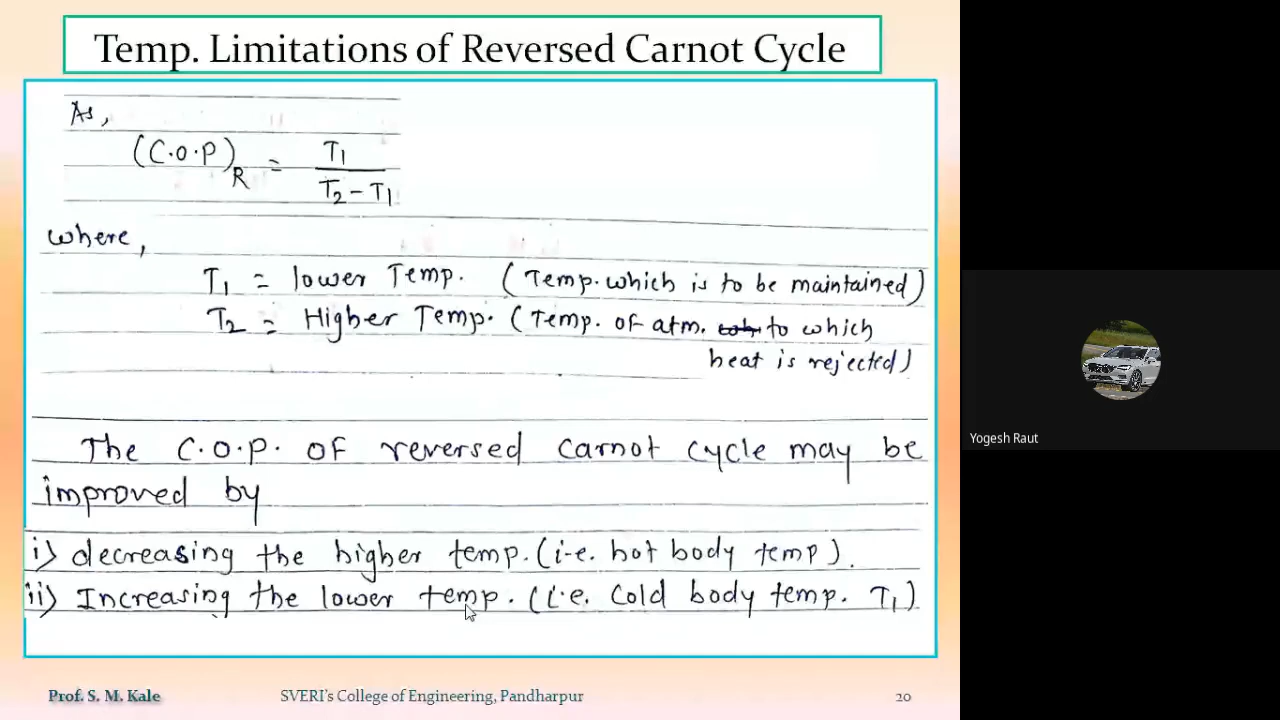 Temp. Limitations of Reversed Carnot Cycle
As,
(C.O.P)R = T1 / T2 - T1
where,
T1 = lower Temp. (Temp. which is to be maintained)
T2 = Higher Temp. (Temp. of atm. to which
heat is rejected)
The C.O.P. OF reversed carnot cycle may be
improved by
i) decreasing the higher temp. (i-e. hot body temp).
ii) Increasing the lower temp. (i.e. cold body temp. T1)
Prof. S. M. Kale SVERI's College of Engineering, Pandharpur 20
Yogesh Raut